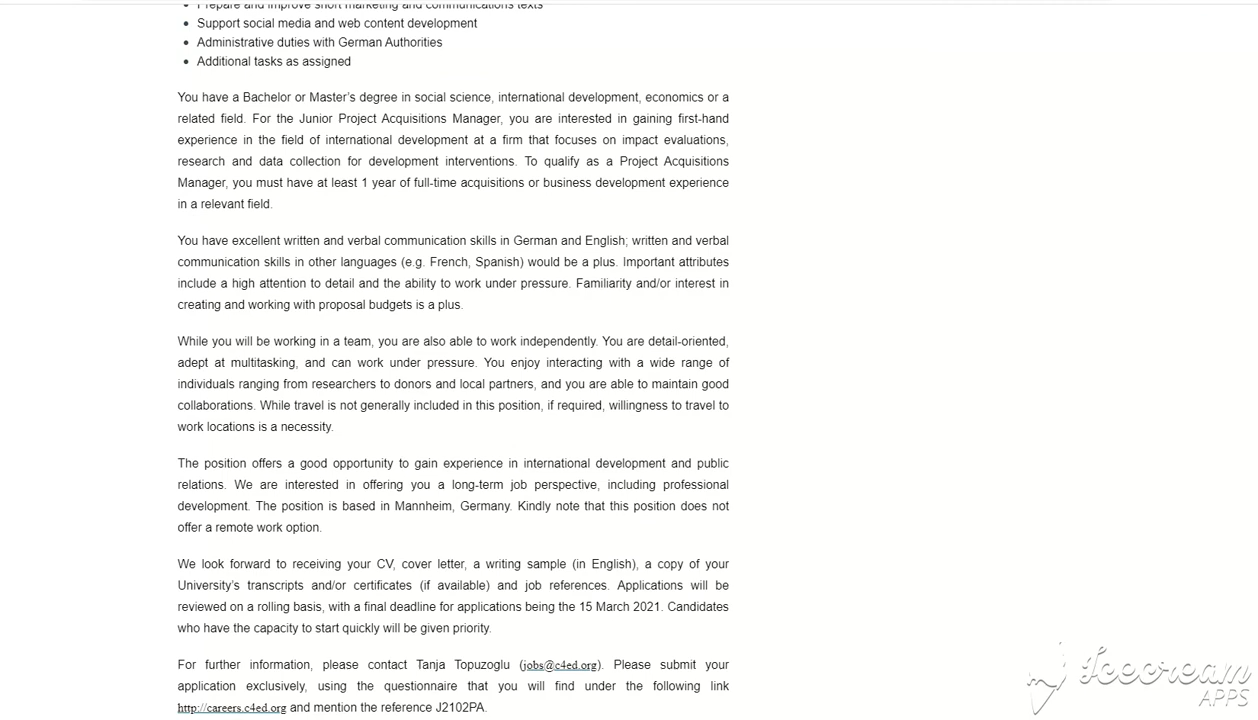 Prepare and improve short marketing and communications texts
Support social media and web content development
Administrative duties with German Authorities
Additional tasks as assigned
You have a Bachelor or Master's degree in social science, international development, economics or a
related field. For the Junior Project Acquisitions Manager, you are interested in gaining first-hand
experience in the field of international development at a firm that focuses on impact evaluations,
research and data collection for development interventions. To qualify as a Project Acquisitions
Manager, you must have at least 1 year of full-time acquisitions or business development experience
in a relevant field.
You have excellent written and verbal communication skills in German and English; written and verbal
communication skills in other languages (e.g. French, Spanish) would be a plus. Important attributes
include a high attention to detail and the ability to work under pressure. Familiarity and/or interest in
creating and working with proposal budgets is a plus.
While you will be working in a team, you are also able to work independently. You are detail-oriented,
adept at multitasking, and can work under pressure. You enjoy interacting with a wide range of
individuals ranging from researchers to donors and local partners, and you are able to maintain good
collaborations. While travel is not generally included in this position, if required, willingness to travel to
work locations is a necessity.
The position offers a good opportunity to gain experience in international development and public
relations. We are interested in offering you a long-term job perspective, including professional
development. The position is based in Mannheim, Germany. Kindly note that this position does not
offer a remote work option.
We look forward to receiving your CV, cover letter, a writing sample (in English), a copy of your
University's transcripts and/or certificates (if available) and job references. Applications will be
reviewed on a rolling basis, with a final deadline for applications being the 15 March 2021. Candidates
who have the capacity to start quickly will be given priority.
For further information, please contact Tanja Topuzoglu (jobs@c4ed.org). Please submit your
application exclusively, using the questionnaire that you will find under the following link
http://careers.c4ed.org and mention the reference J2102PA.
Icecream
APPS